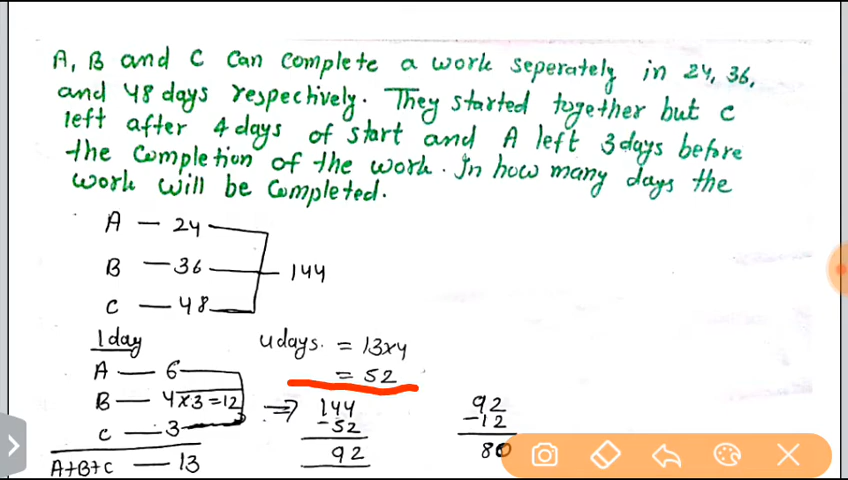 A, B and C Can Complete a work seperately in 24, 36,
and 48 days respectively. They started together but c
left after 4 days of start and A left 3 days before
the Completion of the work. In how many days the
work will be Completed.
A — 24
B — 36 — 144
C — 48
1 day
A — 6
B — 4 x 3 = 12
C — 3
A+B+C — 13
4 days. = 13x4
= 52
⇒ 144
- 52
92
92
- 12
80